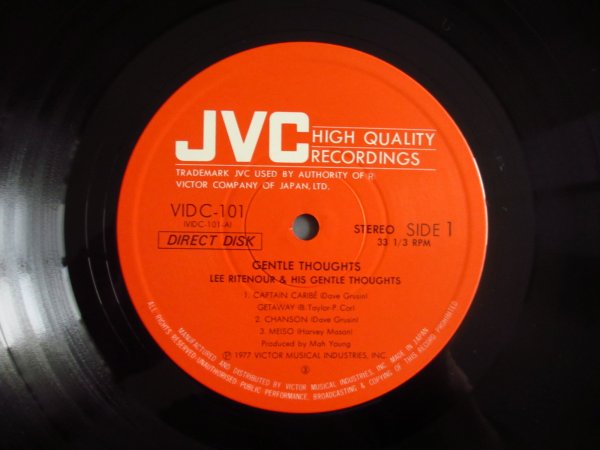 JVC HIGH QUALITY RECORDINGS
TRADEMARK JVC USED BY AUTHORITY OF
VICTOR COMPANY OF JAPAN, LTD.
VIDC-101
(VIDC-101-A)
DIRECT DISK
STEREO SIDE 1
33 1/3 RPM
GENTLE THOUGHTS
LEE RITENOUR & HIS GENTLE THOUGHTS
1. CAPTAIN CARIBÉ (Dave Grusin)
GETAWAY (B. Taylor-P. Cor)
2. CHANSON (Dave Grusin)
3. MEISO (Harvey Mason)
Produced by Mah Young
Ⓟ 1977 VICTOR MUSICAL INDUSTRIES, INC.
3
MANUFACTURED AND DISTRIBUTED BY VICTOR MUSICAL INDUSTRIES, INC. MADE IN JAPAN
ALL RIGHTS RESERVED UNAUTHORIZED PUBLIC PERFORMANCE, BROADCASTING & COPYING OF THIS RECORD PROHIBITED